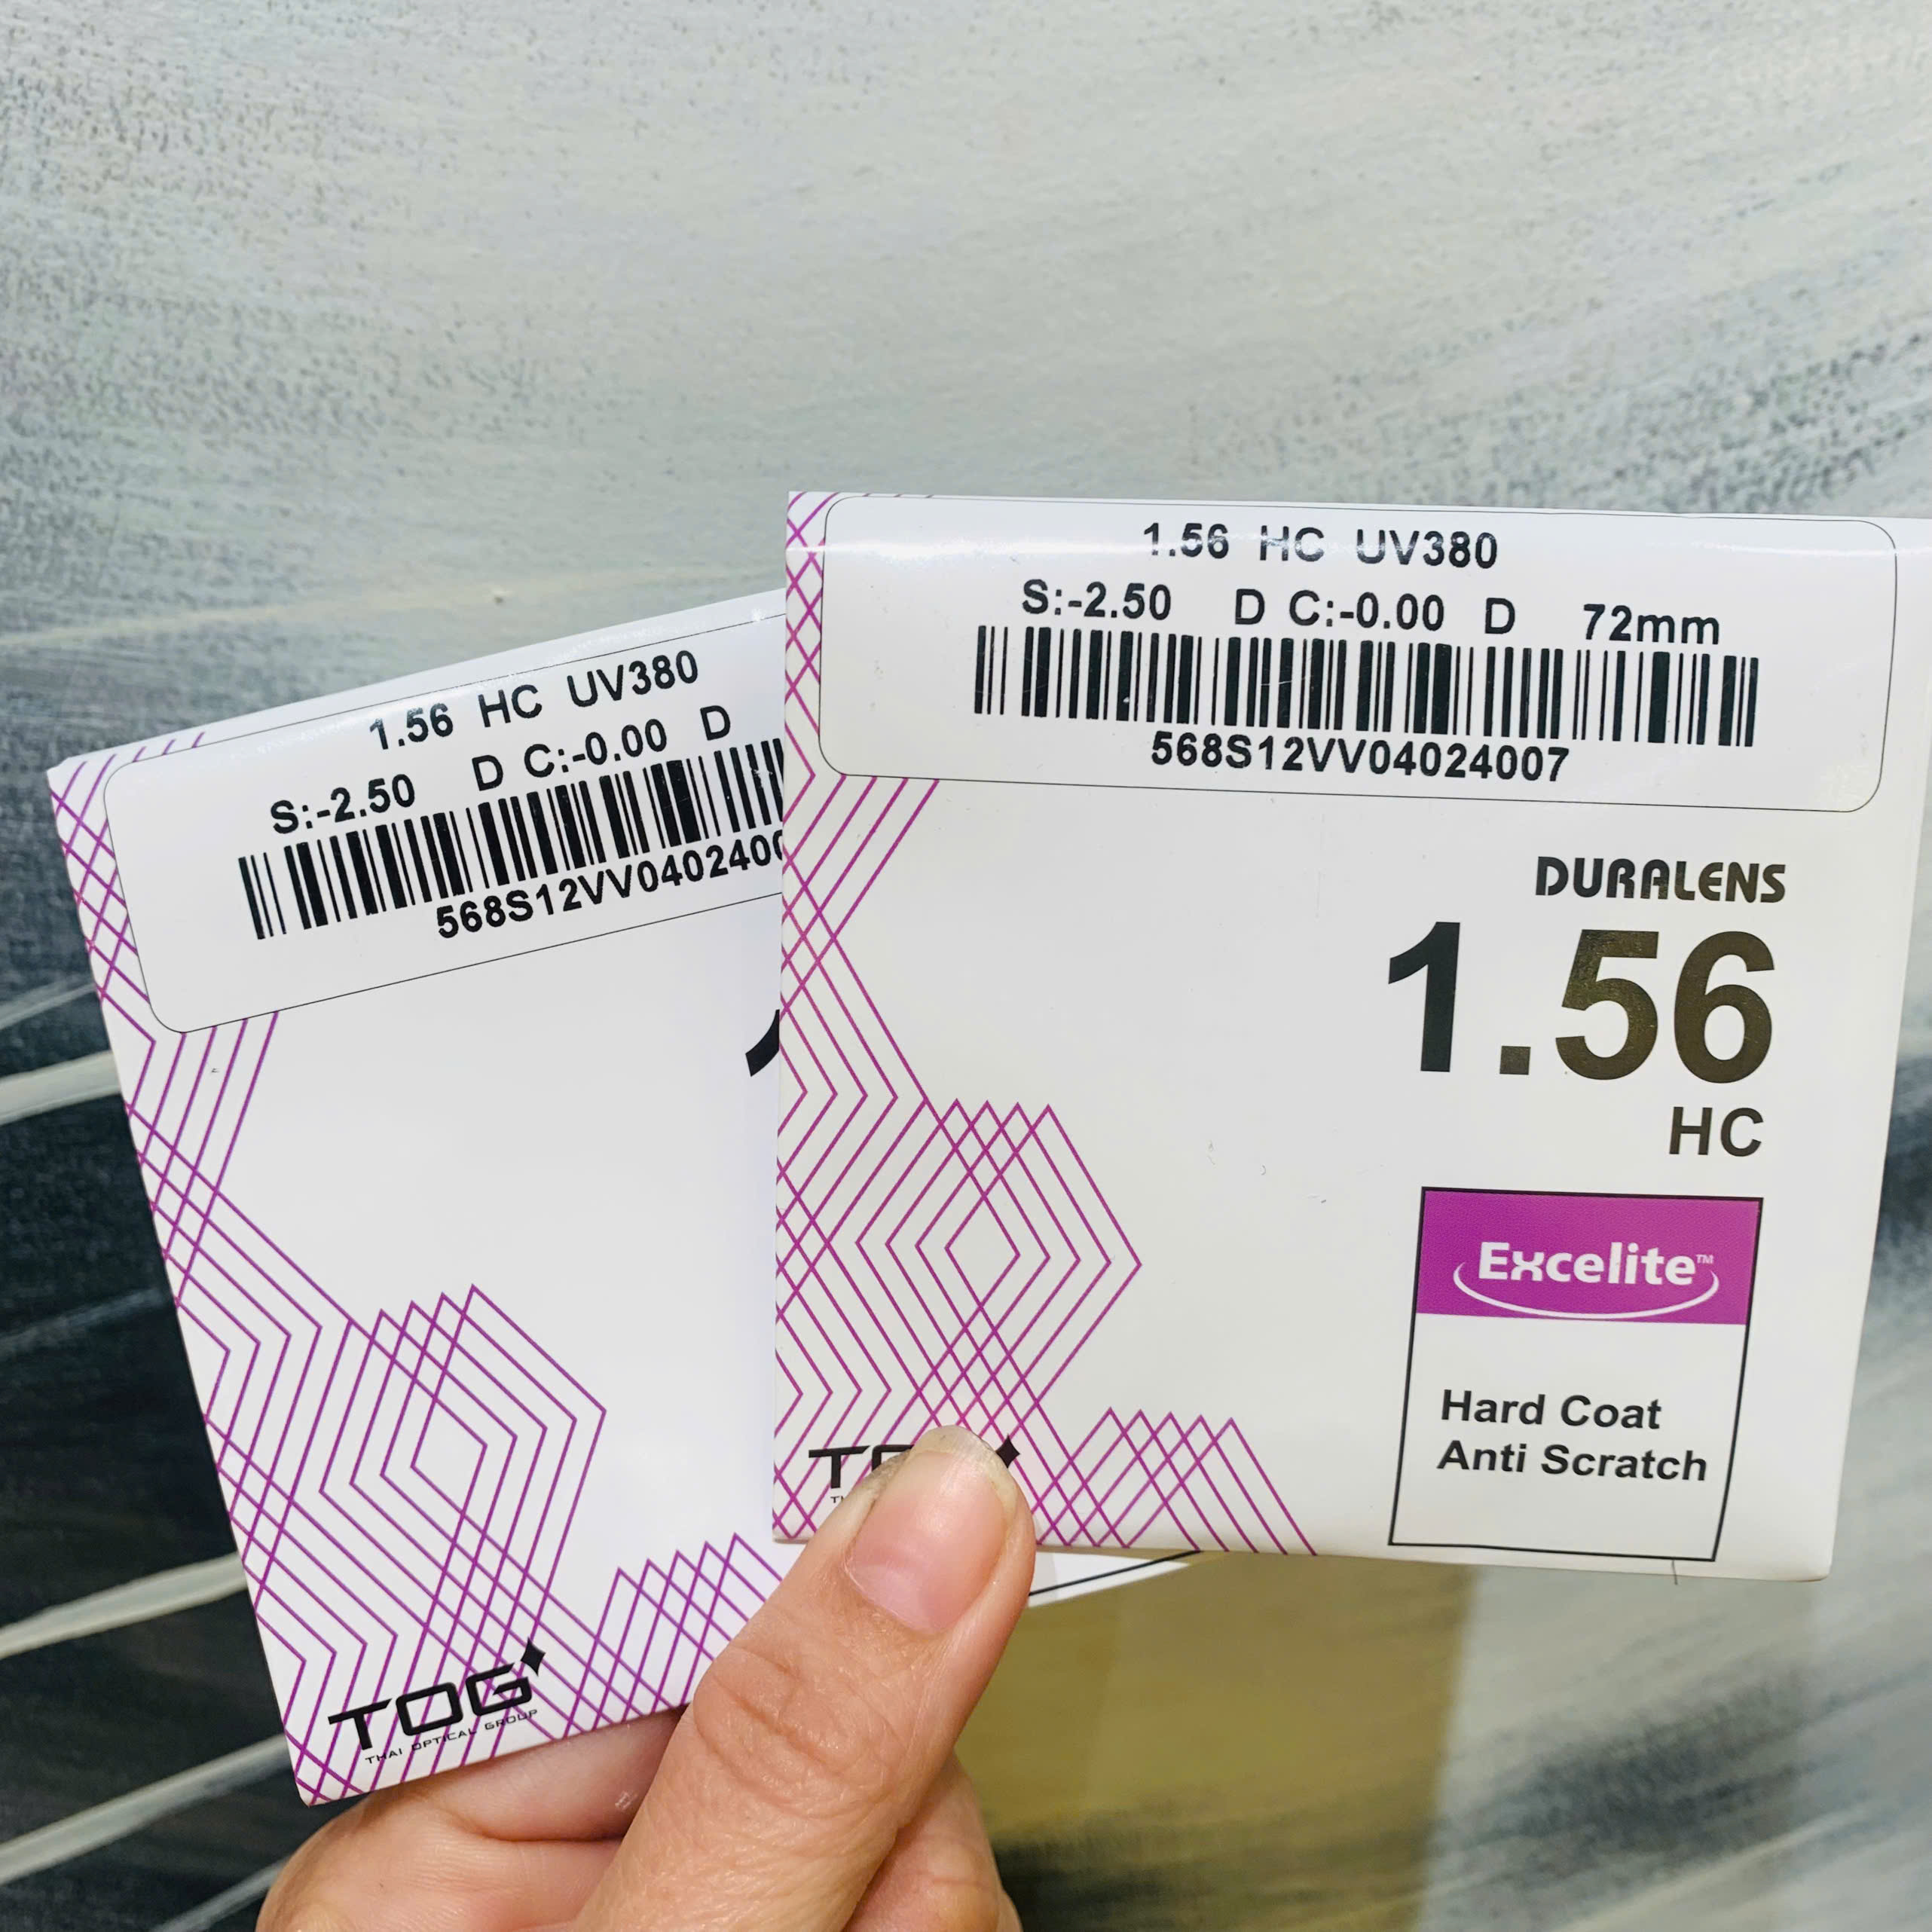 1.56 HC UV380
S:-2.50 D C:-0.00 D
568S12VV0402400
TOG
THAI OPTICAL GROUP
1.56 HC UV380
S:-2.50 D C:-0.00 D 72mm
568S12VV04024007
DURALENS
1.56
HC
Excelite™
Hard Coat
Anti Scratch